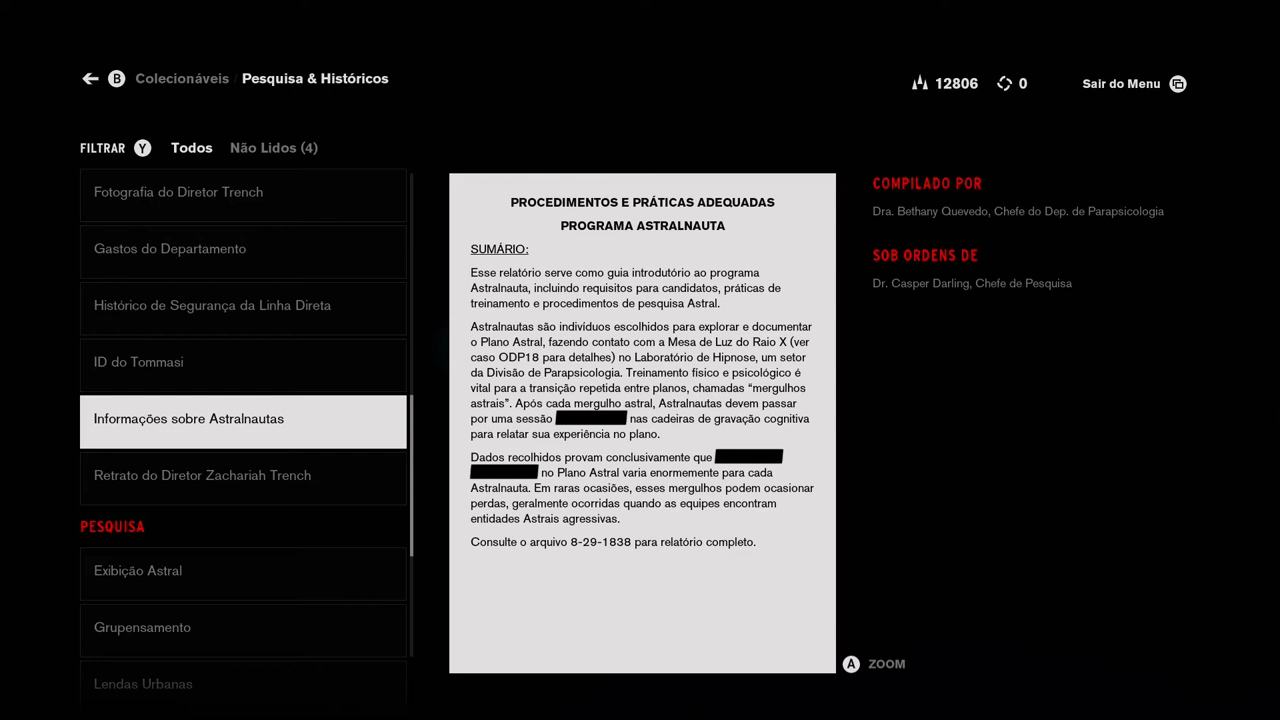 B Colecionáveis / Pesquisa & Históricos
12806 0 Sair do Menu
FILTRAR Y Todos Não Lidos (4)
Fotografia do Diretor Trench
Gastos do Departamento
Histórico de Segurança da Linha Direta
ID do Tommasi
Informações sobre Astralnautas
Retrato do Diretor Zachariah Trench
PESQUISA
Exibição Astral
Grupensamento
Lendas Urbanas
PROCEDIMENTOS E PRÁTICAS ADEQUADAS
PROGRAMA ASTRALNAUTA
SUMÁRIO:
Esse relatório serve como guia introdutório ao programa
Astralnauta, incluindo requisitos para candidatos, práticas de
treinamento e procedimentos de pesquisa Astral.
Astralnautas são indivíduos escolhidos para explorar e documentar
o Plano Astral, fazendo contato com a Mesa de Luz do Raio X (ver
caso ODP18 para detalhes) no Laboratório de Hipnose, um setor
da Divisão de Parapsicologia. Treinamento físico e psicológico é
vital para a transição repetida entre planos, chamadas “mergulhos
astrais”. Após cada mergulho astral, Astralnautas devem passar
por uma sessão nas cadeiras de gravação cognitiva
para relatar sua experiência no plano.
Dados recolhidos provam conclusivamente que
no Plano Astral varia enormemente para cada
Astralnauta. Em raras ocasiões, esses mergulhos podem ocasionar
perdas, geralmente ocorridas quando as equipes encontram
entidades Astrais agressivas.
Consulte o arquivo 8-29-1838 para relatório completo.
COMPILADO POR
Dra. Bethany Quevedo, Chefe do Dep. de Parapsicologia
SOB ORDENS DE
Dr. Casper Darling, Chefe de Pesquisa
A ZOOM